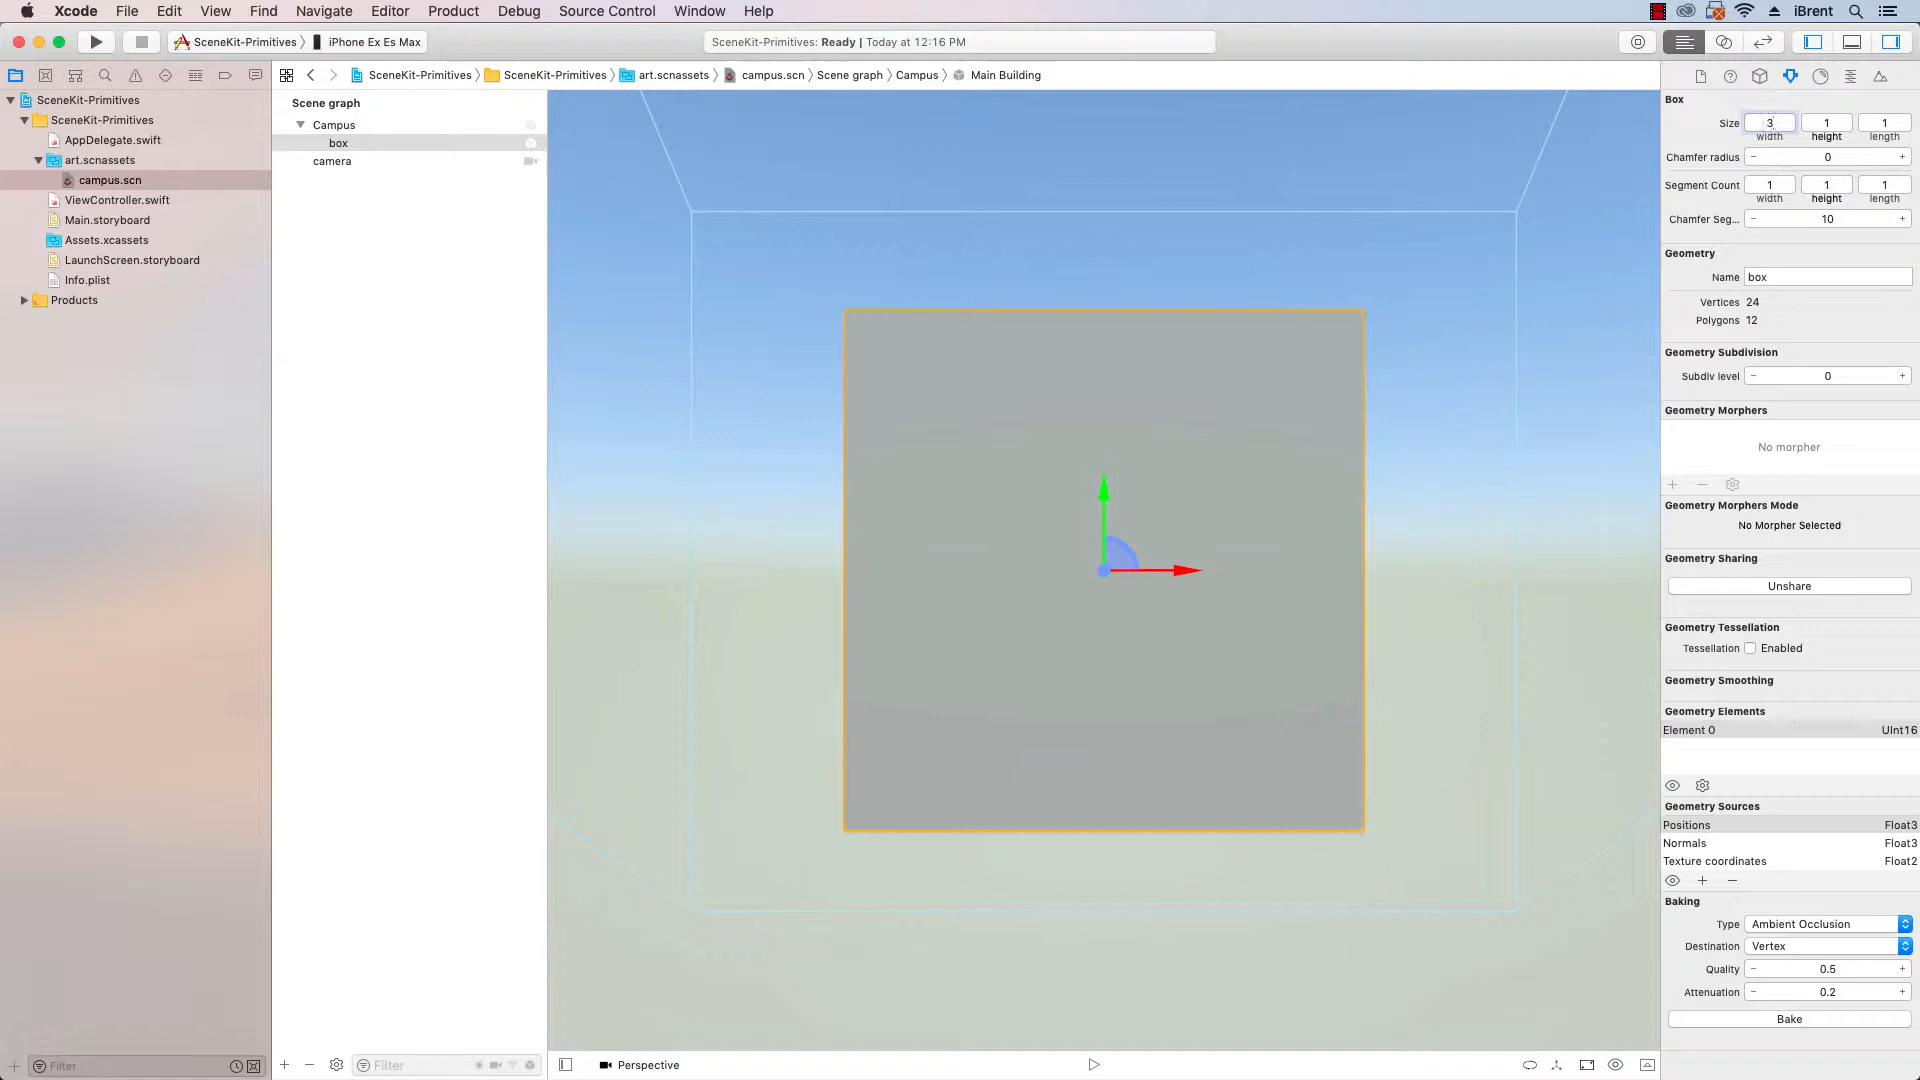 Xcode File Edit View Find Navigate Editor Product Debug Source Control Window Help iBrent
SceneKit-Primitives iPhone Ex Es Max SceneKit-Primitives: Ready | Today at 12:16 PM
SceneKit-Primitives SceneKit-Primitives art.scnassets campus.scn Scene graph Campus Main Building
SceneKit-Primitives
SceneKit-Primitives
AppDelegate.swift
art.scnassets
campus.scn
ViewController.swift
Main.storyboard
Assets.xcassets
LaunchScreen.storyboard
Info.plist
Products
Filter
Scene graph
Campus
box
camera
Filter
Perspective
Box
Size 3 1 1
width height length
Chamfer radius − 0 +
Segment Count 1 1 1
width height length
Chamfer Seg... − 10 +
Geometry
Name box
Vertices 24
Polygons 12
Geometry Subdivision
Subdiv level − 0 +
Geometry Morphers
No morpher
Geometry Morphers Mode
No Morpher Selected
Geometry Sharing
Unshare
Geometry Tessellation
Tessellation Enabled
Geometry Smoothing
Geometry Elements
Element 0 UInt16
Geometry Sources
Positions Float3
Normals Float3
Texture coordinates Float2
Baking
Type Ambient Occlusion
Destination Vertex
Quality − 0.5 +
Attenuation − 0.2 +
Bake